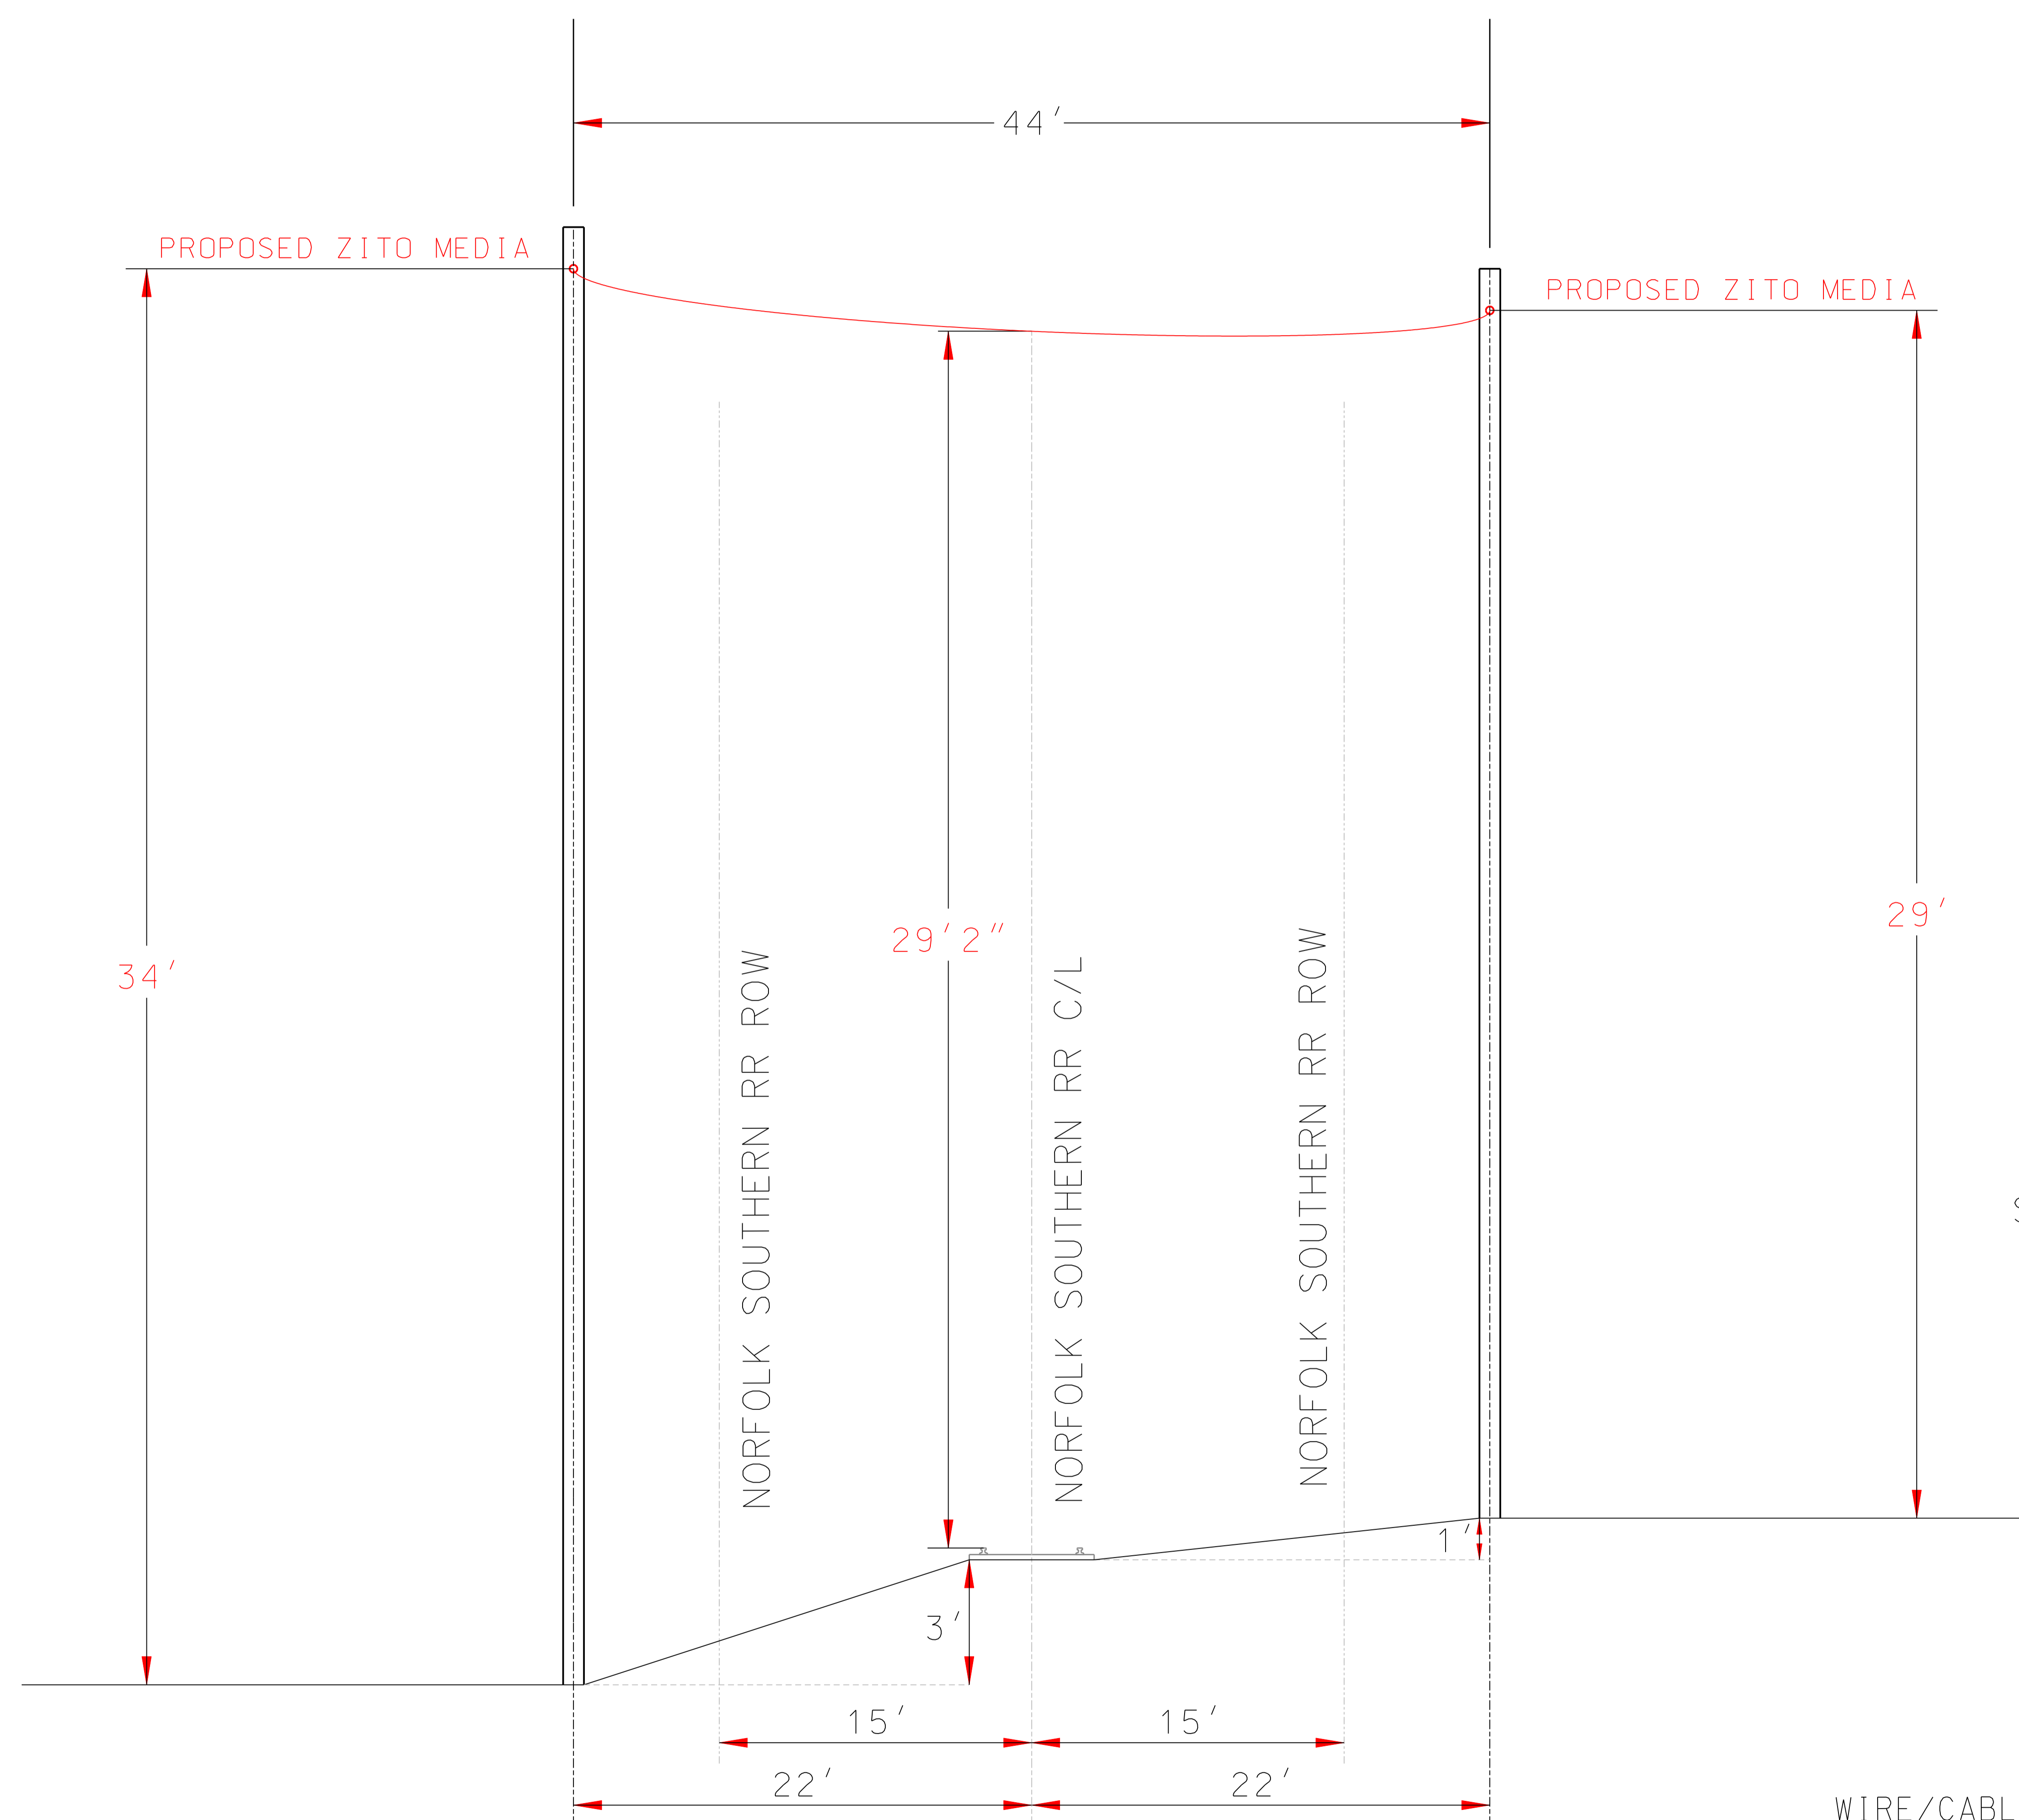 44'
PROPOSED ZITO MEDIA
PROPOSED ZITO MEDIA
34'
29'2"
29'
NORFOLK SOUTHERN RR ROW
NORFOLK SOUTHERN RR C/L
NORFOLK SOUTHERN RR ROW
1'
3'
15'
15'
22'
22'